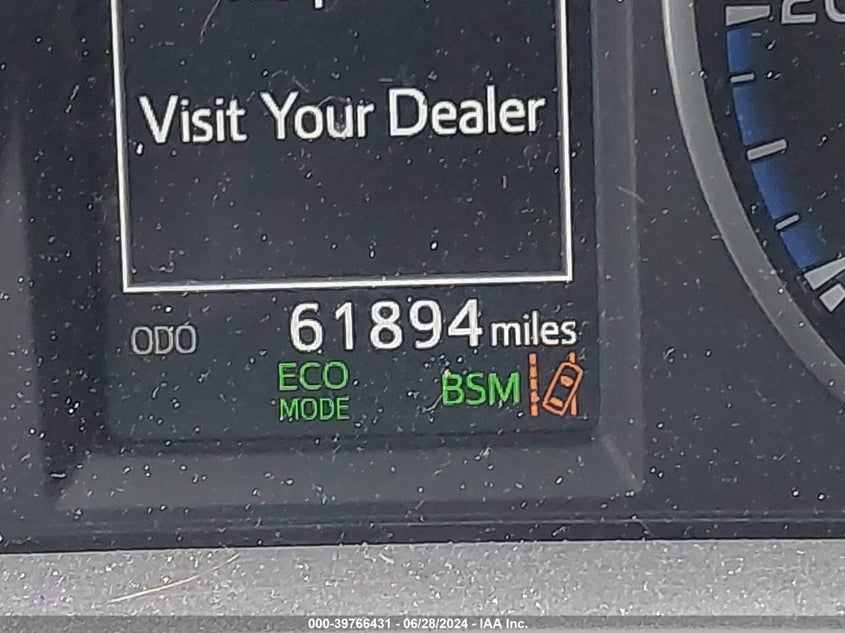 Visit Your Dealer
ODO 61894 miles
ECO
MODE
BSM
000-39766431 - 06/28/2024 - IAA Inc.